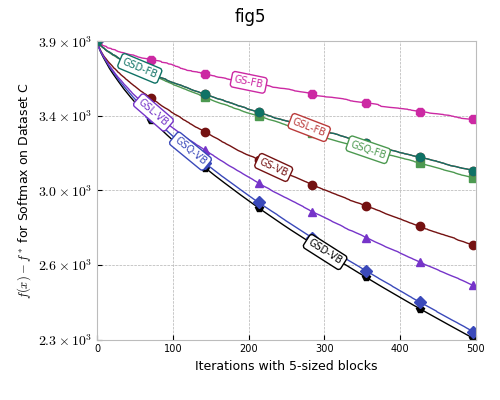 fig5
3.9 × 10³
3.4 × 10³
3.0 × 10³
2.6 × 10³
2.3 × 10³
f(x) − f* for Softmax on Dataset C
GSD-FB
GS-FB
GSL-VB
GSL-FB
GSQ-VB
GSQ-FB
GS-VB
GSD-VB
0 100 200 300 400 500
Iterations with 5-sized blocks